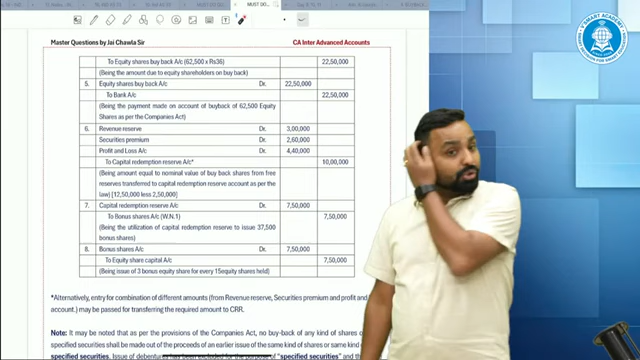 MUST DO...
Day 9, 10, 11
Master Questions by Jai Chawla Sir
CA Inter Advanced Accounts
To Equity shares buy back A/c (62,500 x Rs36) 22,50,000
(Being the amount due to equity shareholders on buy back)
5. Equity shares buy back A/c Dr. 22,50,000
To Bank A/c 22,50,000
(Being the payment made on account of buyback of 62,500 Equity
Shares as per the Companies Act)
6. Revenue reserve Dr. 3,00,000
Securities premium Dr. 2,60,000
Profit and Loss A/c Dr. 4,40,000
To Capital redemption reserve A/c* 10,00,000
(Being amount equal to nominal value of buy back shares from free
reserves transferred to capital redemption reserve account as per the
law) [12,50,000 less 2,50,000]
7. Capital redemption reserve A/c Dr. 7,50,000
To Bonus shares A/c (W.N.1) 7,50,000
(Being the utilization of capital redemption reserve to issue 37,500
bonus shares)
8. Bonus shares A/c Dr. 7,50,000
To Equity share capital A/c 7,50,000
(Being issue of 3 bonus equity share for every 15equity shares held)
*Alternatively, entry for combination of different amounts (from Revenue reserve, Securities premium and profit and
account.) may be passed for transferring the required amount to CRR.
Note: It may be noted that as per the provisions of the Companies Act, no buy-back of any kind of shares o
specified securities shall be made out of the proceeds of an earlier issue of the same kind of shares or same kind o
specified securities. Issue of debentures has been excluded for the purpose of "specified securities" and th
V'SMART ACADEMY